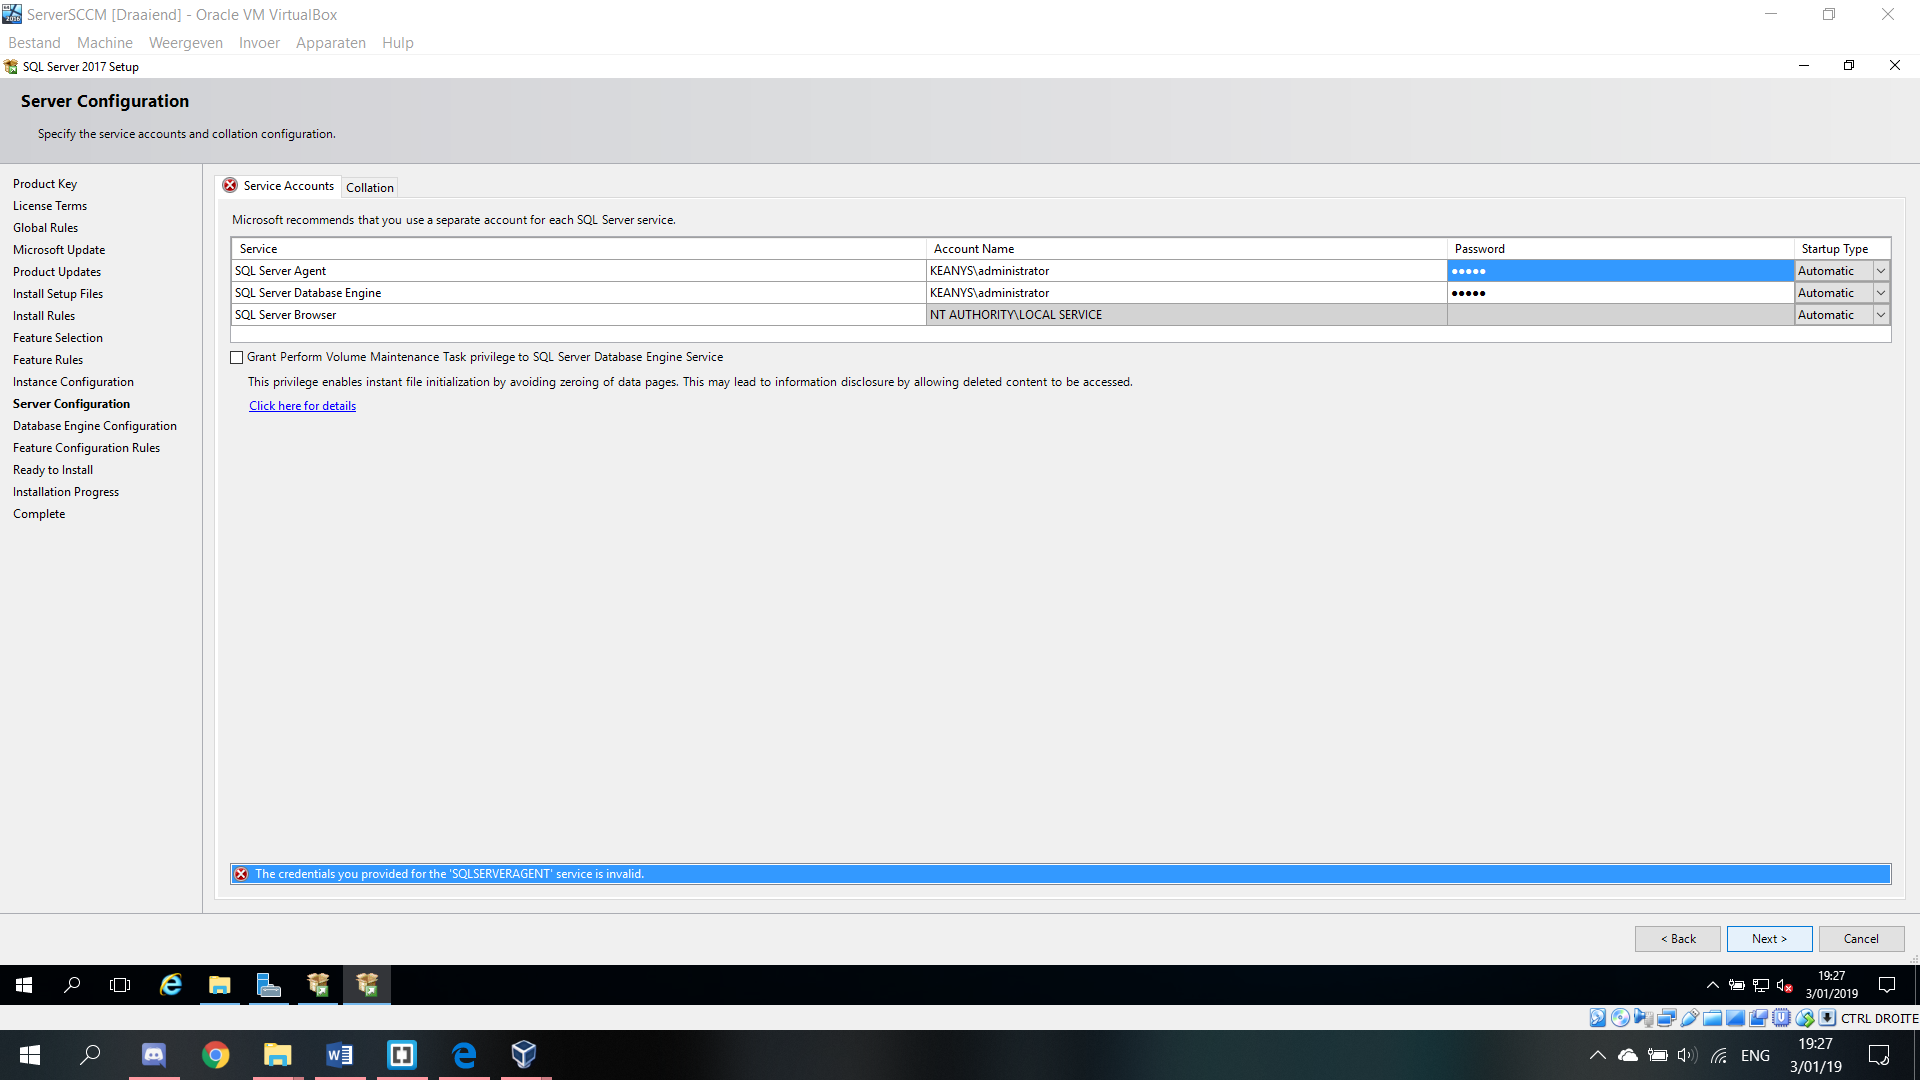 ServerSCCM [Draaiend] - Oracle VM VirtualBox
Bestand Machine Weergeven Invoer Apparaten Hulp
SQL Server 2017 Setup
Server Configuration
Specify the service accounts and collation configuration.
Product Key
License Terms
Global Rules
Microsoft Update
Product Updates
Install Setup Files
Install Rules
Feature Selection
Feature Rules
Instance Configuration
Server Configuration
Database Engine Configuration
Feature Configuration Rules
Ready to Install
Installation Progress
Complete
Service Accounts Collation
Microsoft recommends that you use a separate account for each SQL Server service.
Service Account Name Password Startup Type
SQL Server Agent KEANYS\administrator ●●●●● Automatic
SQL Server Database Engine KEANYS\administrator ●●●●● Automatic
SQL Server Browser NT AUTHORITY\LOCAL SERVICE Automatic
Grant Perform Volume Maintenance Task privilege to SQL Server Database Engine Service
This privilege enables instant file initialization by avoiding zeroing of data pages. This may lead to information disclosure by allowing deleted content to be accessed.
Click here for details
The credentials you provided for the 'SQLSERVERAGENT' service is invalid.
< Back Next > Cancel
19:27
3/01/2019
CTRL DROITE
ENG
19:27
3/01/19